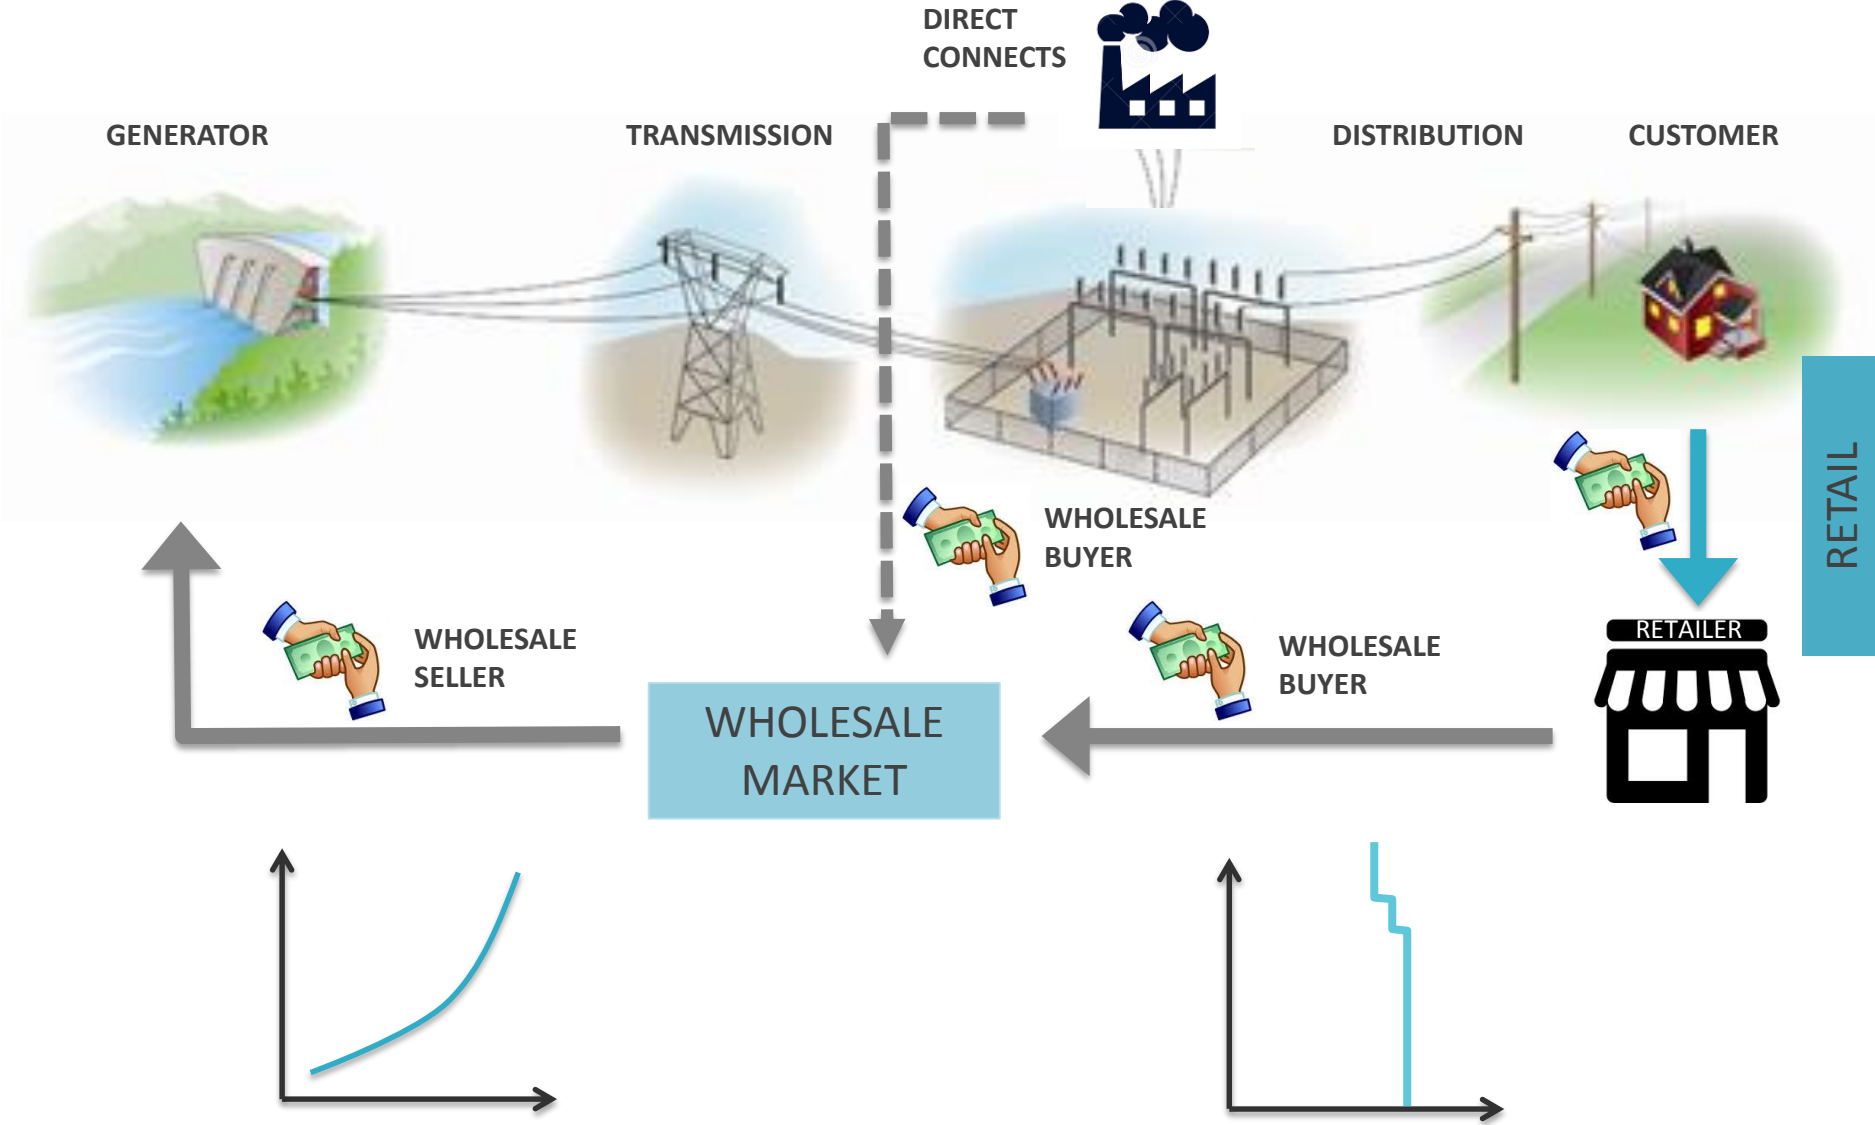 DIRECT
CONNECTS
GENERATOR
TRANSMISSION
DISTRIBUTION
CUSTOMER
RETAIL
WHOLESALE
BUYER
WHOLESALE
SELLER
WHOLESALE
BUYER
RETAILER
WHOLESALE
MARKET